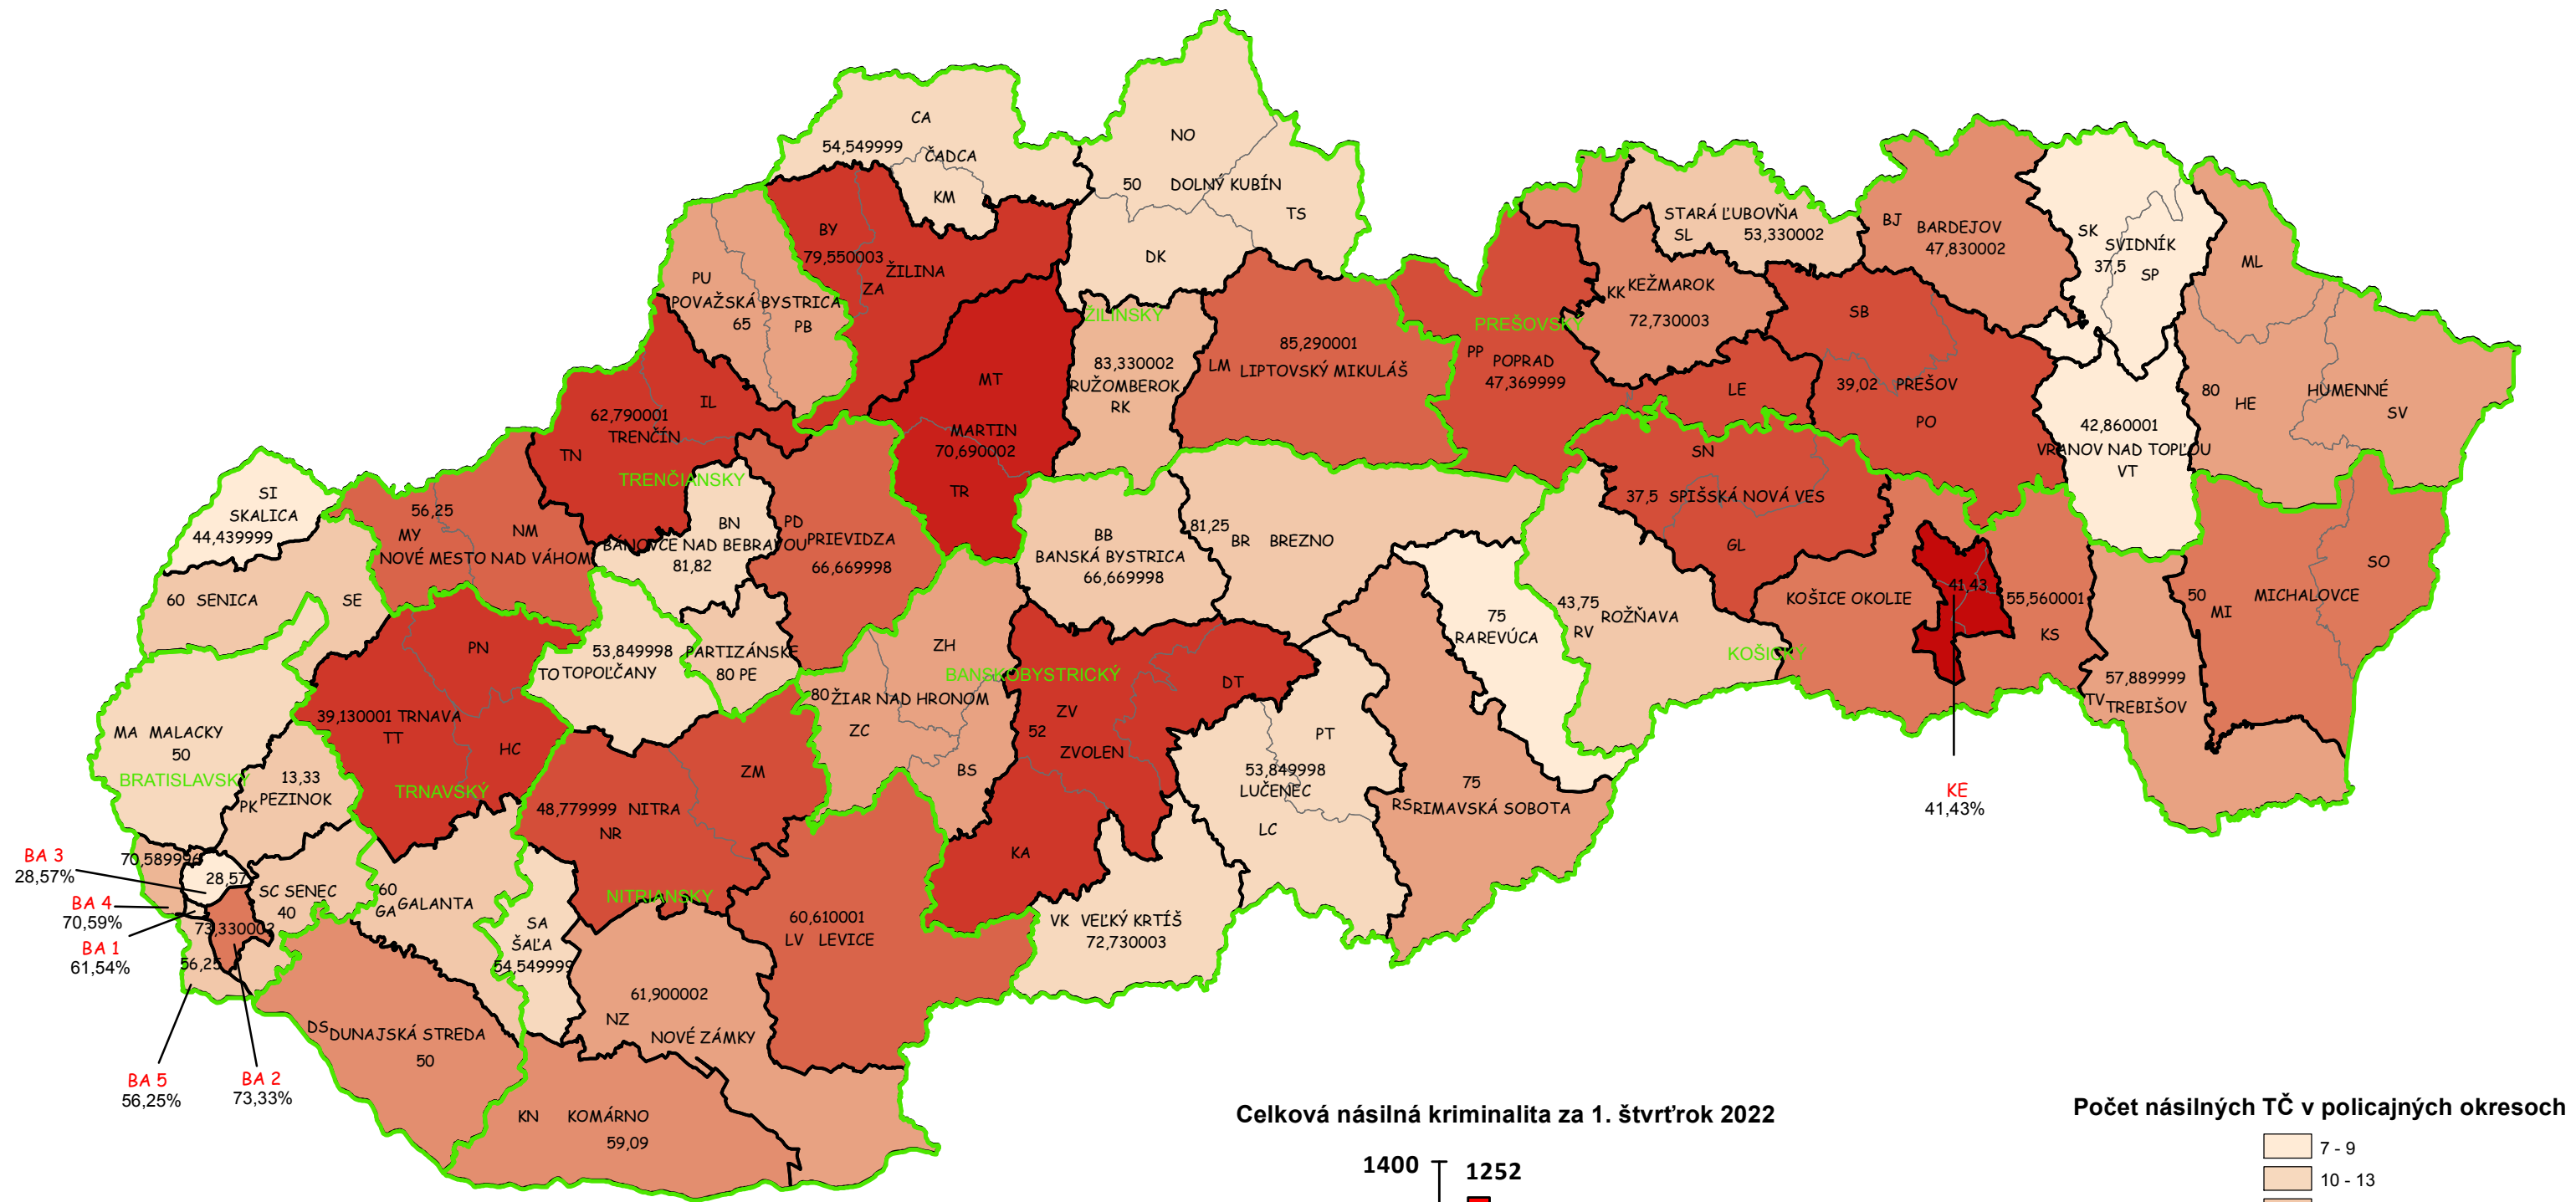 CA
54,549999
ČADCA
KM
NO
50 DOLNÝ KUBÍN
TS
DK
BY
79,550003
ŽILINA
ZA
PU
POVAŽSKÁ BYSTRICA
65
PB
MT
MARTIN
70,690002
TR
ŽILINSKÝ
83,330002
RUŽOMBEROK
RK
85,290001
LM LIPTOVSKÝ MIKULÁŠ
STARÁ ĽUBOVŇA
SL 53,330002
KK KEŽMAROK
72,730003
PREŠOVSKÝ
PP POPRAD
47,369999
LE
BJ BARDEJOV
47,830002
SB
39,02 PREŠOV
PO
SK
SVIDNÍK
37,5
SP
42,860001
VRANOV NAD TOPĽOU
VT
ML
80
HE
HUMENNÉ
SV
62,790001
TRENČÍN
IL
TN
TRENČIANSKY
BN
BÁNOVCE NAD BEBRAVOU
81,82
PD
PRIEVIDZA
66,669998
SI
SKALICA
44,439999
56,25
MY NM
NOVÉ MESTO NAD VÁHOM
60 SENICA
SE
BB
BANSKÁ BYSTRICA
66,669998
81,25
BR BREZNO
SN
37,5 SPIŠSKÁ NOVÁ VES
GL
43,75
ROŽŇAVA
RV
75
RAREVÚCA
KOŠICE OKOLIE
41,43
55,560001
KS
KOŠICKÝ
KE
41,43%
50
MI
MICHALOVCE
SO
57,889999
TV TREBIŠOV
PN
39,130001 TRNAVA
TT
HC
TRNAVSKÝ
53,849998
TO TOPOĽČANY
PARTIZÁNSKE
80 PE
ZH
80 ŽIAR NAD HRONOM
ZC
BS
BANSKOBYSTRICKÝ
DT
ZV
52
ZVOLEN
KA
PT
53,849998
LUČENEC
LC
75
RS RIMAVSKÁ SOBOTA
MA MALACKY
50
BRATISLAVSKÝ
13,33
PEZINOK
PK
ZM
48,779999 NITRA
NR
NITRIANSKY
60,610001
LV LEVICE
VK VEĽKÝ KRTÍŠ
72,730003
60
GA GALANTA
SA
ŠAĽA
54,549999
SC SENEC
40
28,57
73,330002
56,25
BA 3
28,57%
BA 4
70,59%
BA 1
61,54%
BA 5
56,25%
BA 2
73,33%
DS DUNAJSKÁ STREDA
50
61,900002
NZ
NOVÉ ZÁMKY
KN KOMÁRNO
59,09
Celková násilná kriminalita za 1. štvrťrok 2022
1400
1252
Počet násilných TČ v policajných okresoch
7 - 9
10 - 13